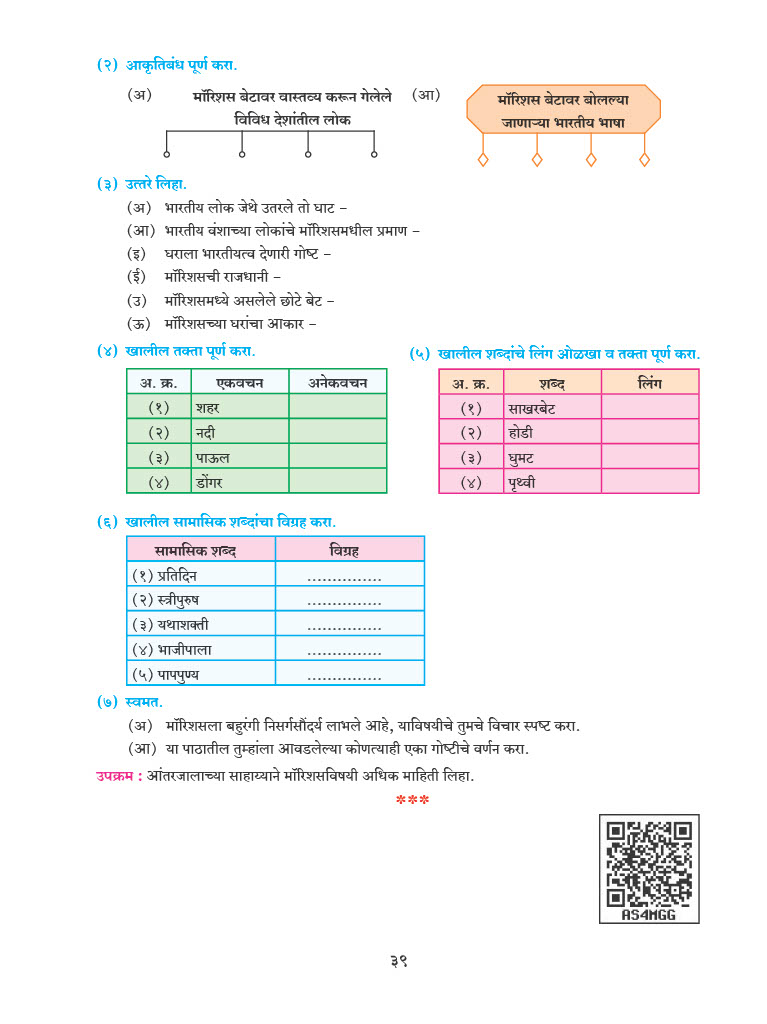 (२) आकृतिबंध पूर्ण करा.
(अ) मॉरिशस बेटावर वास्तव्य करून गेलेले
विविध देशांतील लोक
(आ) मॉरिशस बेटावर बोलल्या
जाणाऱ्या भारतीय भाषा
(३) उत्तरे लिहा.
(अ) भारतीय लोक जेथे उतरले तो घाट –
(आ) भारतीय वंशाच्या लोकांचे मॉरिशसमधील प्रमाण –
(इ) घराला भारतीयत्व देणारी गोष्ट –
(ई) मॉरिशसची राजधानी –
(उ) मॉरिशसमध्ये असलेले छोटे बेट –
(ऊ) मॉरिशसच्या घरांचा आकार –
(४) खालील तक्ता पूर्ण करा.
अ. क्र. एकवचन अनेकवचन
(१) शहर
(२) नदी
(३) पाऊल
(४) डोंगर
(५) खालील शब्दांचे लिंग ओळखा व तक्ता पूर्ण करा.
अ. क्र. शब्द लिंग
(१) साखरबेट
(२) होडी
(३) घुमट
(४) पृथ्वी
(६) खालील सामासिक शब्दांचा विग्रह करा.
सामासिक शब्द विग्रह
(१) प्रतिदिन ...............
(२) स्त्रीपुरुष ...............
(३) यथाशक्ती ...............
(४) भाजीपाला ...............
(५) पापपुण्य ...............
(७) स्वमत.
(अ) मॉरिशसला बहुरंगी निसर्गसौंदर्य लाभले आहे, याविषयीचे तुमचे विचार स्पष्ट करा.
(आ) या पाठातील तुम्हांला आवडलेल्या कोणत्याही एका गोष्टीचे वर्णन करा.
उपक्रम : आंतरजालाच्या साहाय्याने मॉरिशसविषयी अधिक माहिती लिहा.
***
AS4MGG
३९